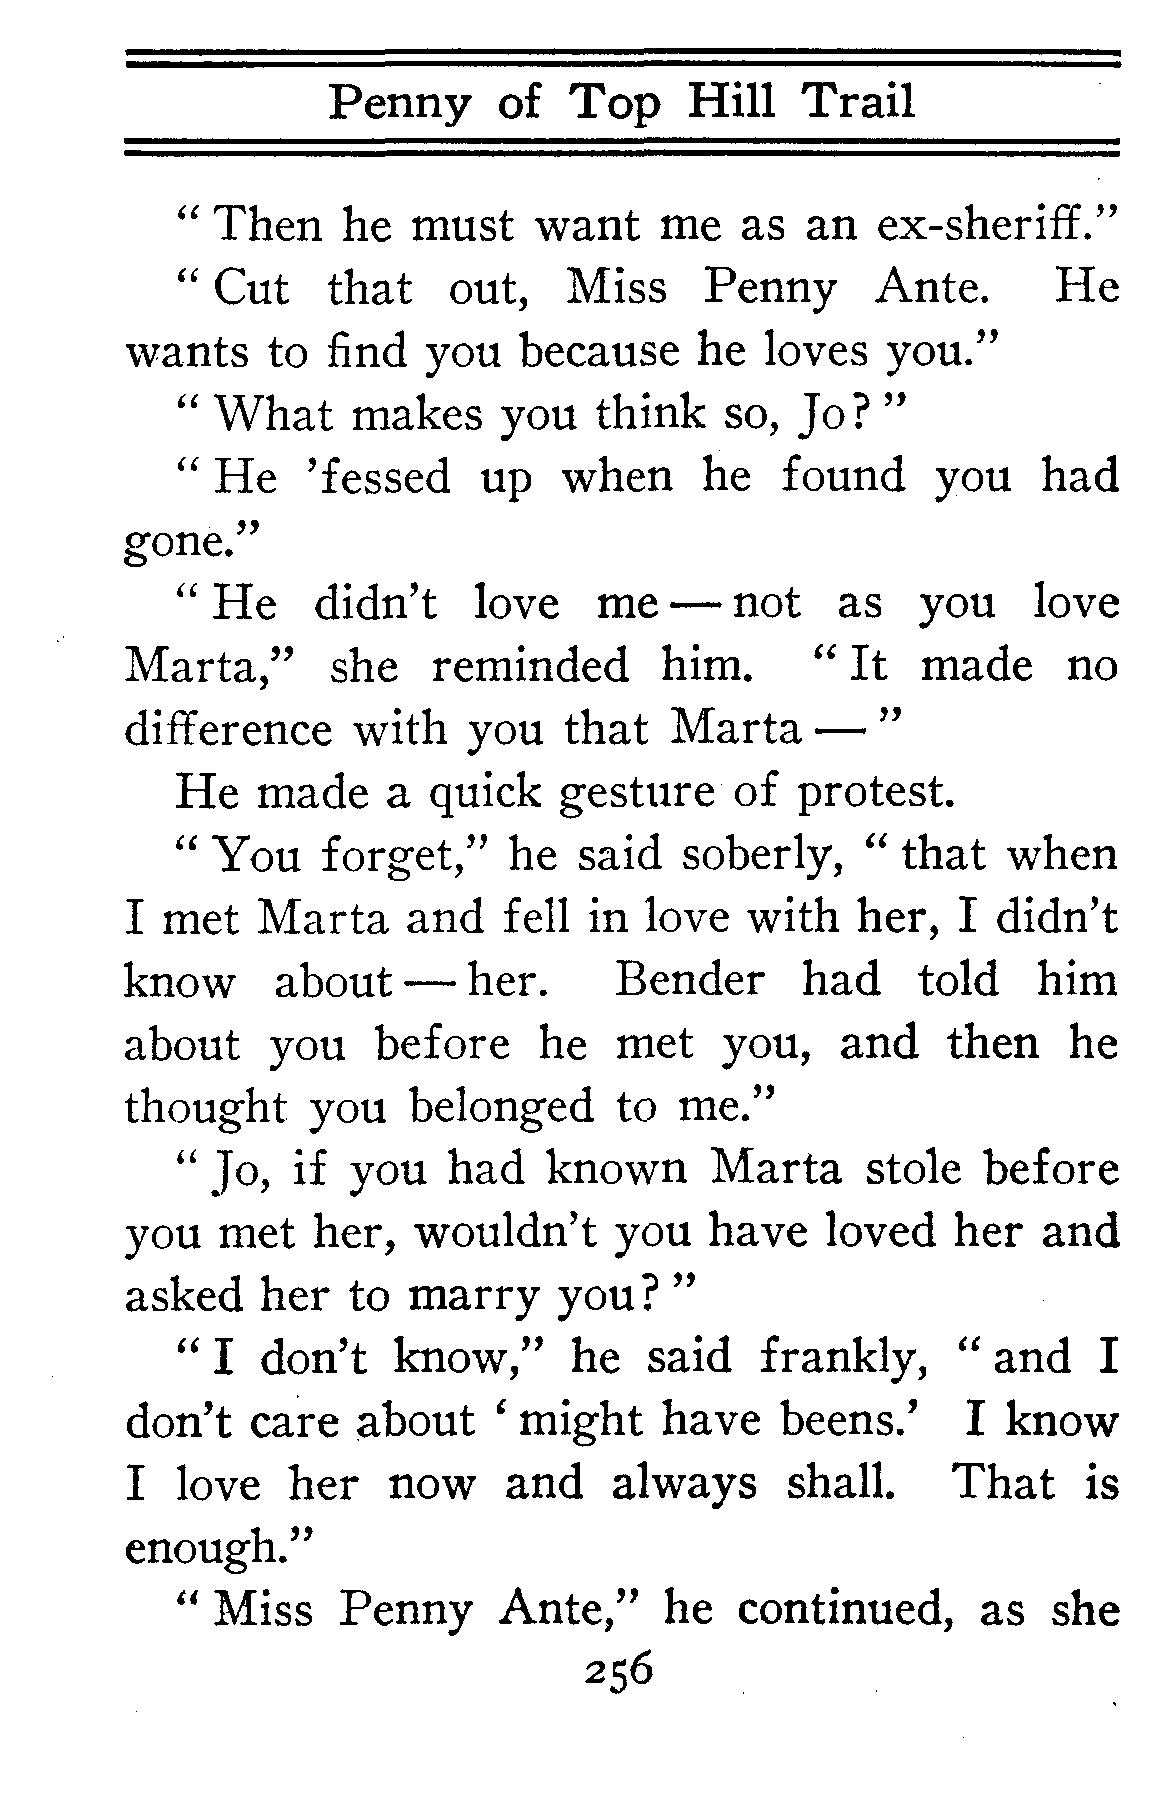 Penny of Top Hill Trail
" Then he must want me as an ex-sheriff."
" Cut that out, Miss Penny Ante. He
wants to find you because he loves you."
" What makes you think so, Jo? "
" He 'fessed up when he found you had
gone."
" He didn't love me — not as you love
Marta," she reminded him. " It made no
difference with you that Marta — "
He made a quick gesture of protest.
" You forget," he said soberly, " that when
I met Marta and fell in love with her, I didn't
know about — her. Bender had told him
about you before he met you, and then he
thought you belonged to me."
" Jo, if you had known Marta stole before
you met her, wouldn't you have loved her and
asked her to marry you? "
" I don't know," he said frankly, " and I
don't care about ' might have beens.' I know
I love her now and always shall. That is
enough."
" Miss Penny Ante," he continued, as she
256